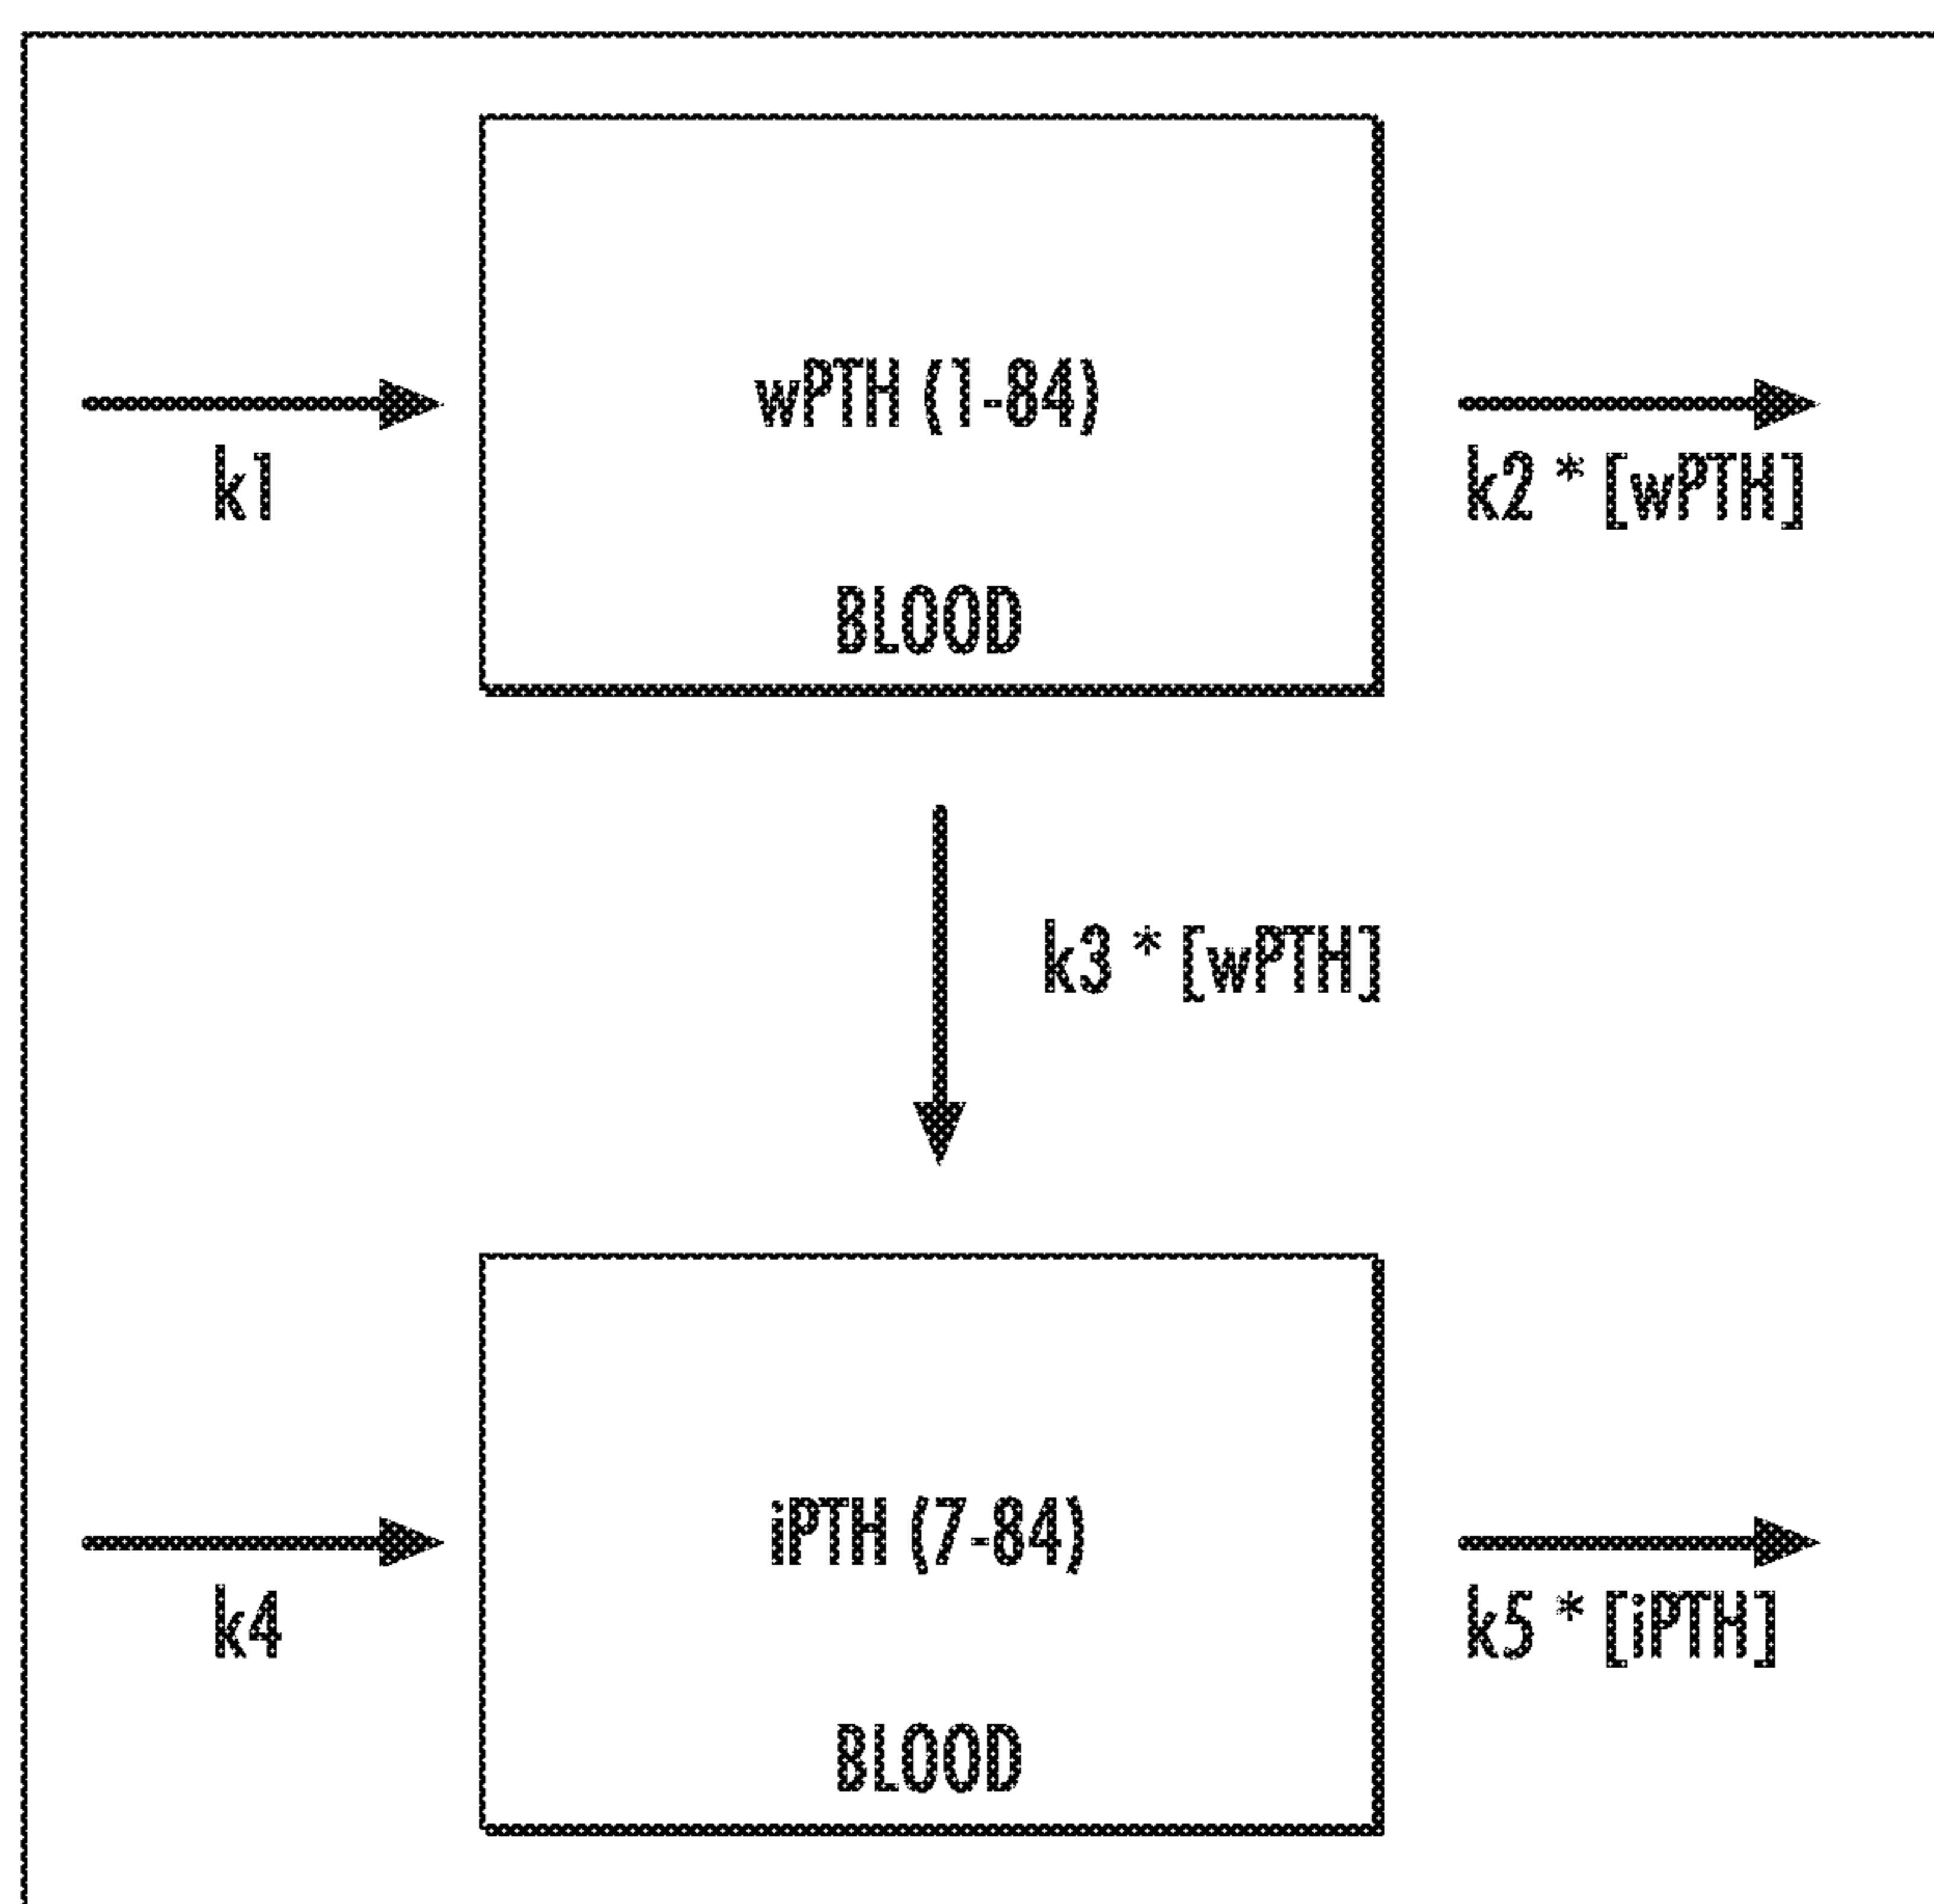 wPTH (1-84)
k1
k2 * [wPTH]
BLOOD
k3 * [wPTH]
iPTH (7-84)
k4
k5 * [iPTH]
BLOOD